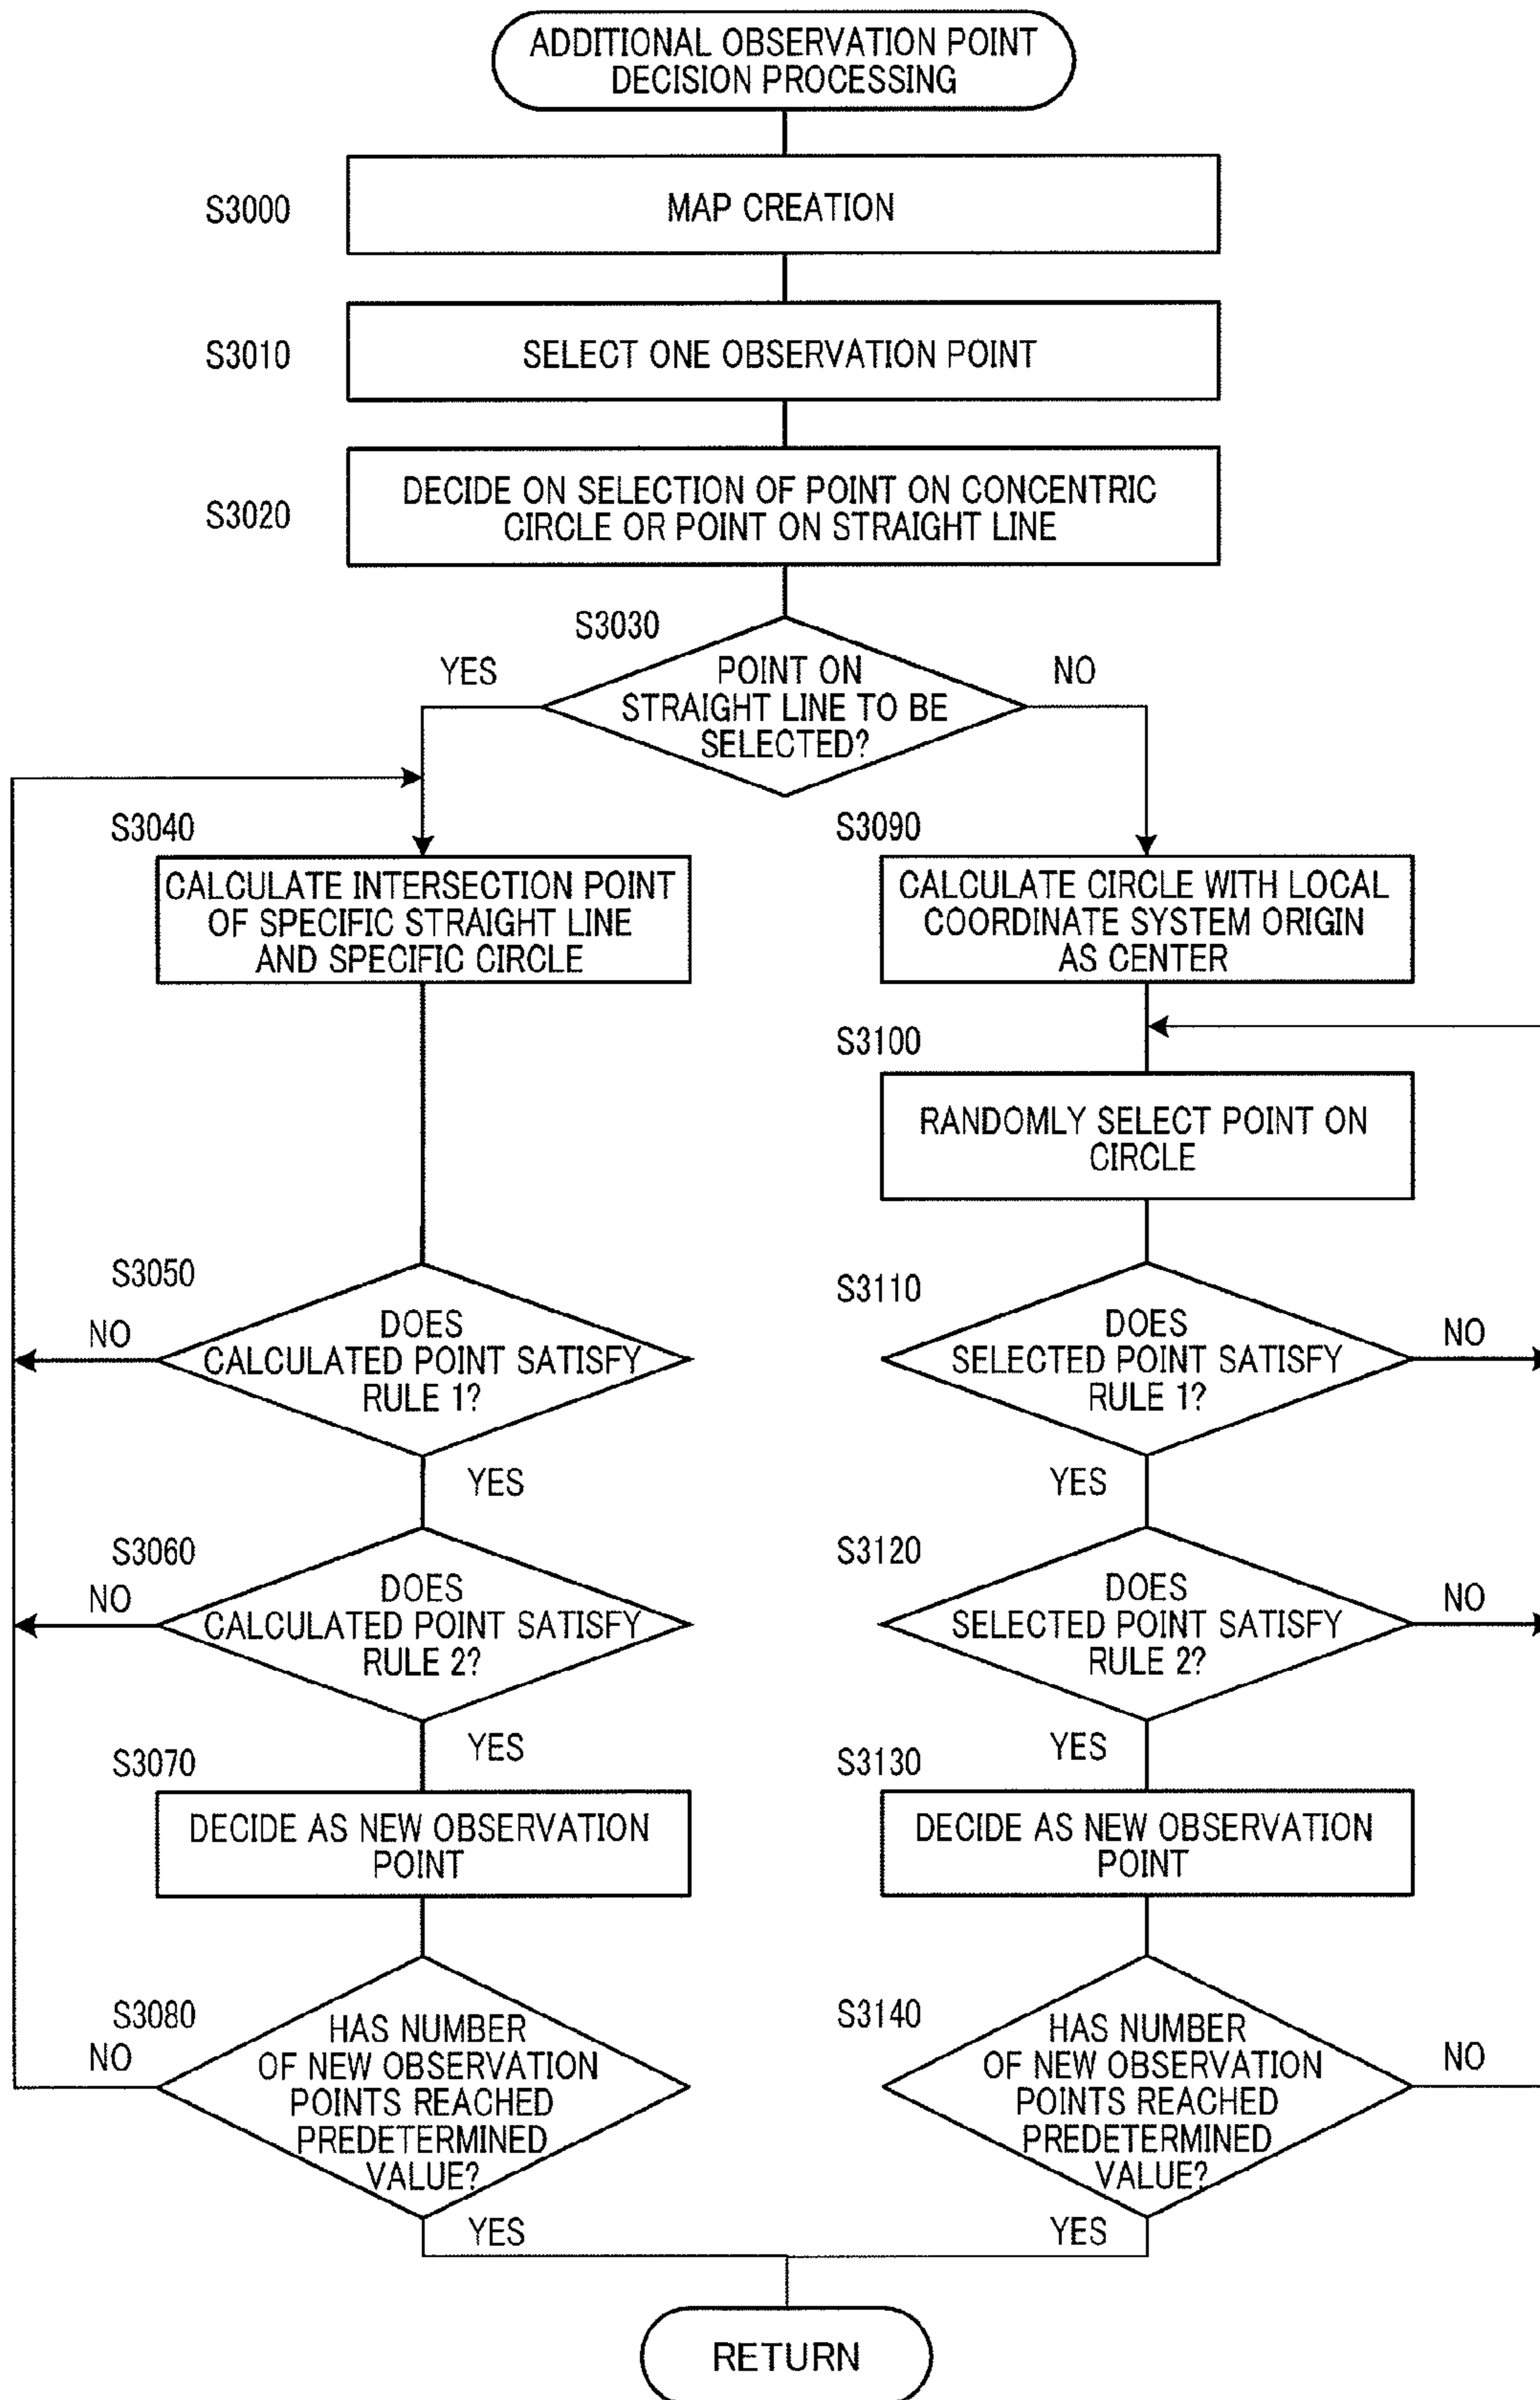 ADDITIONAL OBSERVATION POINT
DECISION PROCESSING
S3000
MAP CREATION
S3010
SELECT ONE OBSERVATION POINT
S3020
DECIDE ON SELECTION OF POINT ON CONCENTRIC
CIRCLE OR POINT ON STRAIGHT LINE
S3030
YES
POINT ON
STRAIGHT LINE TO BE
SELECTED?
NO
S3040
CALCULATE INTERSECTION POINT
OF SPECIFIC STRAIGHT LINE
AND SPECIFIC CIRCLE
S3050
NO
DOES
CALCULATED POINT SATISFY
RULE 1?
YES
S3060
NO
DOES
CALCULATED POINT SATISFY
RULE 2?
YES
S3070
DECIDE AS NEW OBSERVATION
POINT
S3080
NO
HAS NUMBER
OF NEW OBSERVATION
POINTS REACHED
PREDETERMINED
VALUE?
YES
S3090
CALCULATE CIRCLE WITH LOCAL
COORDINATE SYSTEM ORIGIN
AS CENTER
S3100
RANDOMLY SELECT POINT ON
CIRCLE
S3110
DOES
SELECTED POINT SATISFY
RULE 1?
NO
YES
S3120
DOES
SELECTED POINT SATISFY
RULE 2?
NO
YES
S3130
DECIDE AS NEW OBSERVATION
POINT
S3140
HAS NUMBER
OF NEW OBSERVATION
POINTS REACHED
PREDETERMINED
VALUE?
NO
YES
RETURN